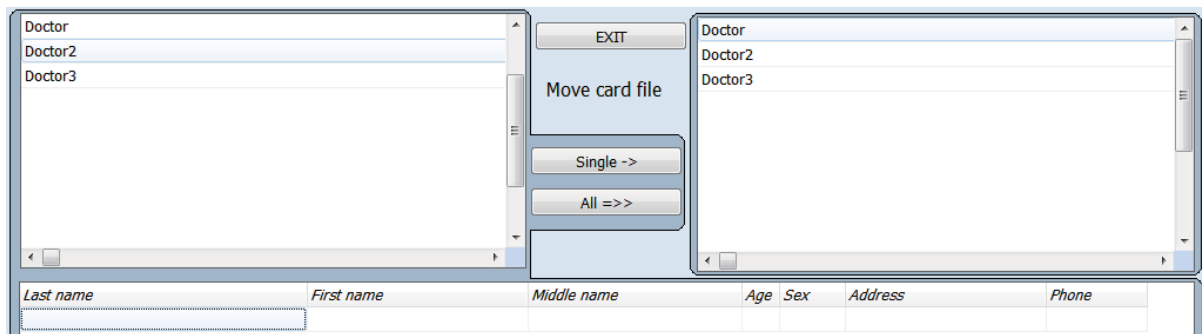 Doctor
Doctor2
Doctor3
EXIT
Move card file
Single ->
All =>>
Doctor
Doctor2
Doctor3
Last name First name Middle name Age Sex Address Phone